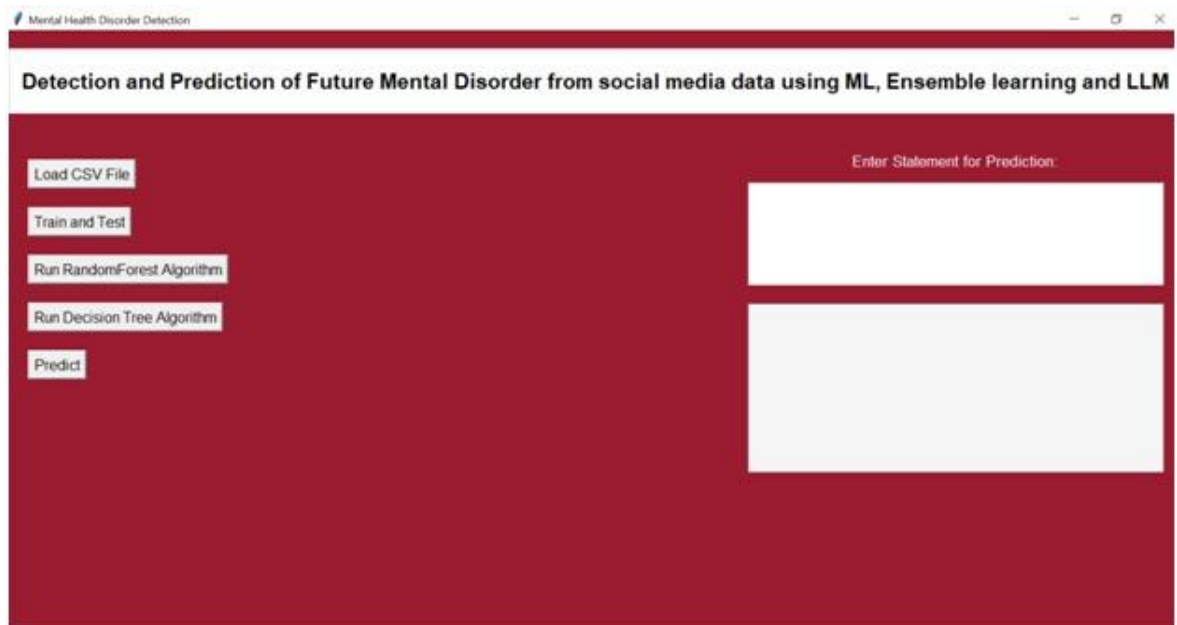 Mental Health Disorder Detection
Detection and Prediction of Future Mental Disorder from social media data using ML, Ensemble learning and LLM
Load CSV File
Train and Test
Run RandomForest Algorithm
Run Decision Tree Algorithm
Predict
Enter Statement for Prediction: